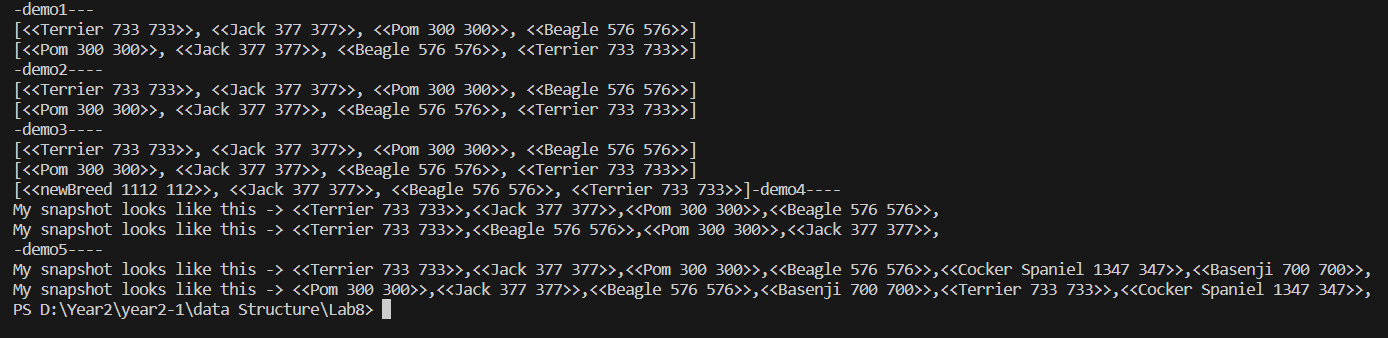 -demo1---
[<<Terrier 733 733>>, <<Jack 377 377>>, <<Pom 300 300>>, <<Beagle 576 576>>]
[<<Pom 300 300>>, <<Jack 377 377>>, <<Beagle 576 576>>, <<Terrier 733 733>>]
-demo2----
[<<Terrier 733 733>>, <<Jack 377 377>>, <<Pom 300 300>>, <<Beagle 576 576>>]
[<<Pom 300 300>>, <<Jack 377 377>>, <<Beagle 576 576>>, <<Terrier 733 733>>]
-demo3----
[<<Terrier 733 733>>, <<Jack 377 377>>, <<Pom 300 300>>, <<Beagle 576 576>>]
[<<Pom 300 300>>, <<Jack 377 377>>, <<Beagle 576 576>>, <<Terrier 733 733>>]
[<<newBreed 1112 112>>, <<Jack 377 377>>, <<Beagle 576 576>>, <<Terrier 733 733>>]-demo4----
My snapshot looks like this -> <<Terrier 733 733>>,<<Jack 377 377>>,<<Pom 300 300>>,<<Beagle 576 576>>,
My snapshot looks like this -> <<Terrier 733 733>>,<<Beagle 576 576>>,<<Pom 300 300>>,<<Jack 377 377>>,
-demo5----
My snapshot looks like this -> <<Terrier 733 733>>,<<Jack 377 377>>,<<Pom 300 300>>,<<Beagle 576 576>>,<<Cocker Spaniel 1347 347>>,<<Basenji 700 700>>,
My snapshot looks like this -> <<Pom 300 300>>,<<Jack 377 377>>,<<Beagle 576 576>>,<<Basenji 700 700>>,<<Terrier 733 733>>,<<Cocker Spaniel 1347 347>>,
PS D:\Year2\year2-1\data Structure\Lab8>